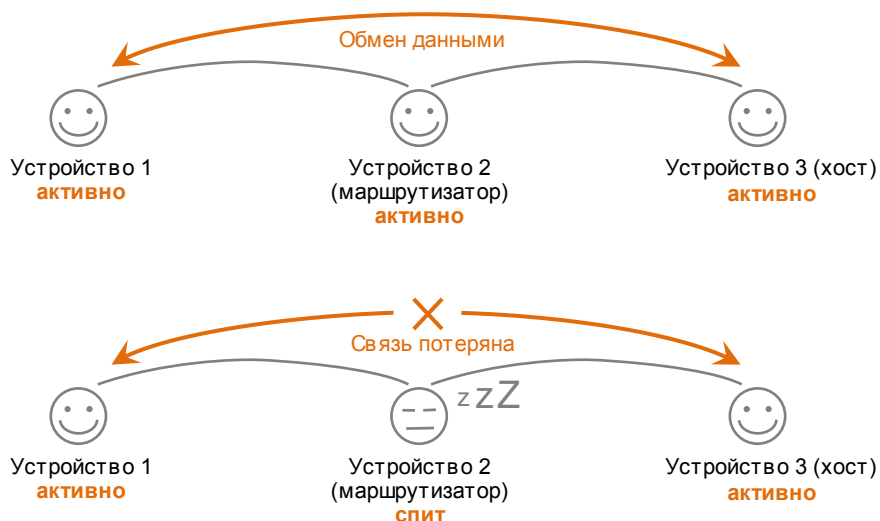 Обмен данными
Устройство 1
активно
Устройство 2
(маршрутизатор)
активно
Устройство 3 (хост)
активно
Связь потеряна
z z Z
Устройство 1
активно
Устройство 2
(маршрутизатор)
спит
Устройство 3 (хост)
активно